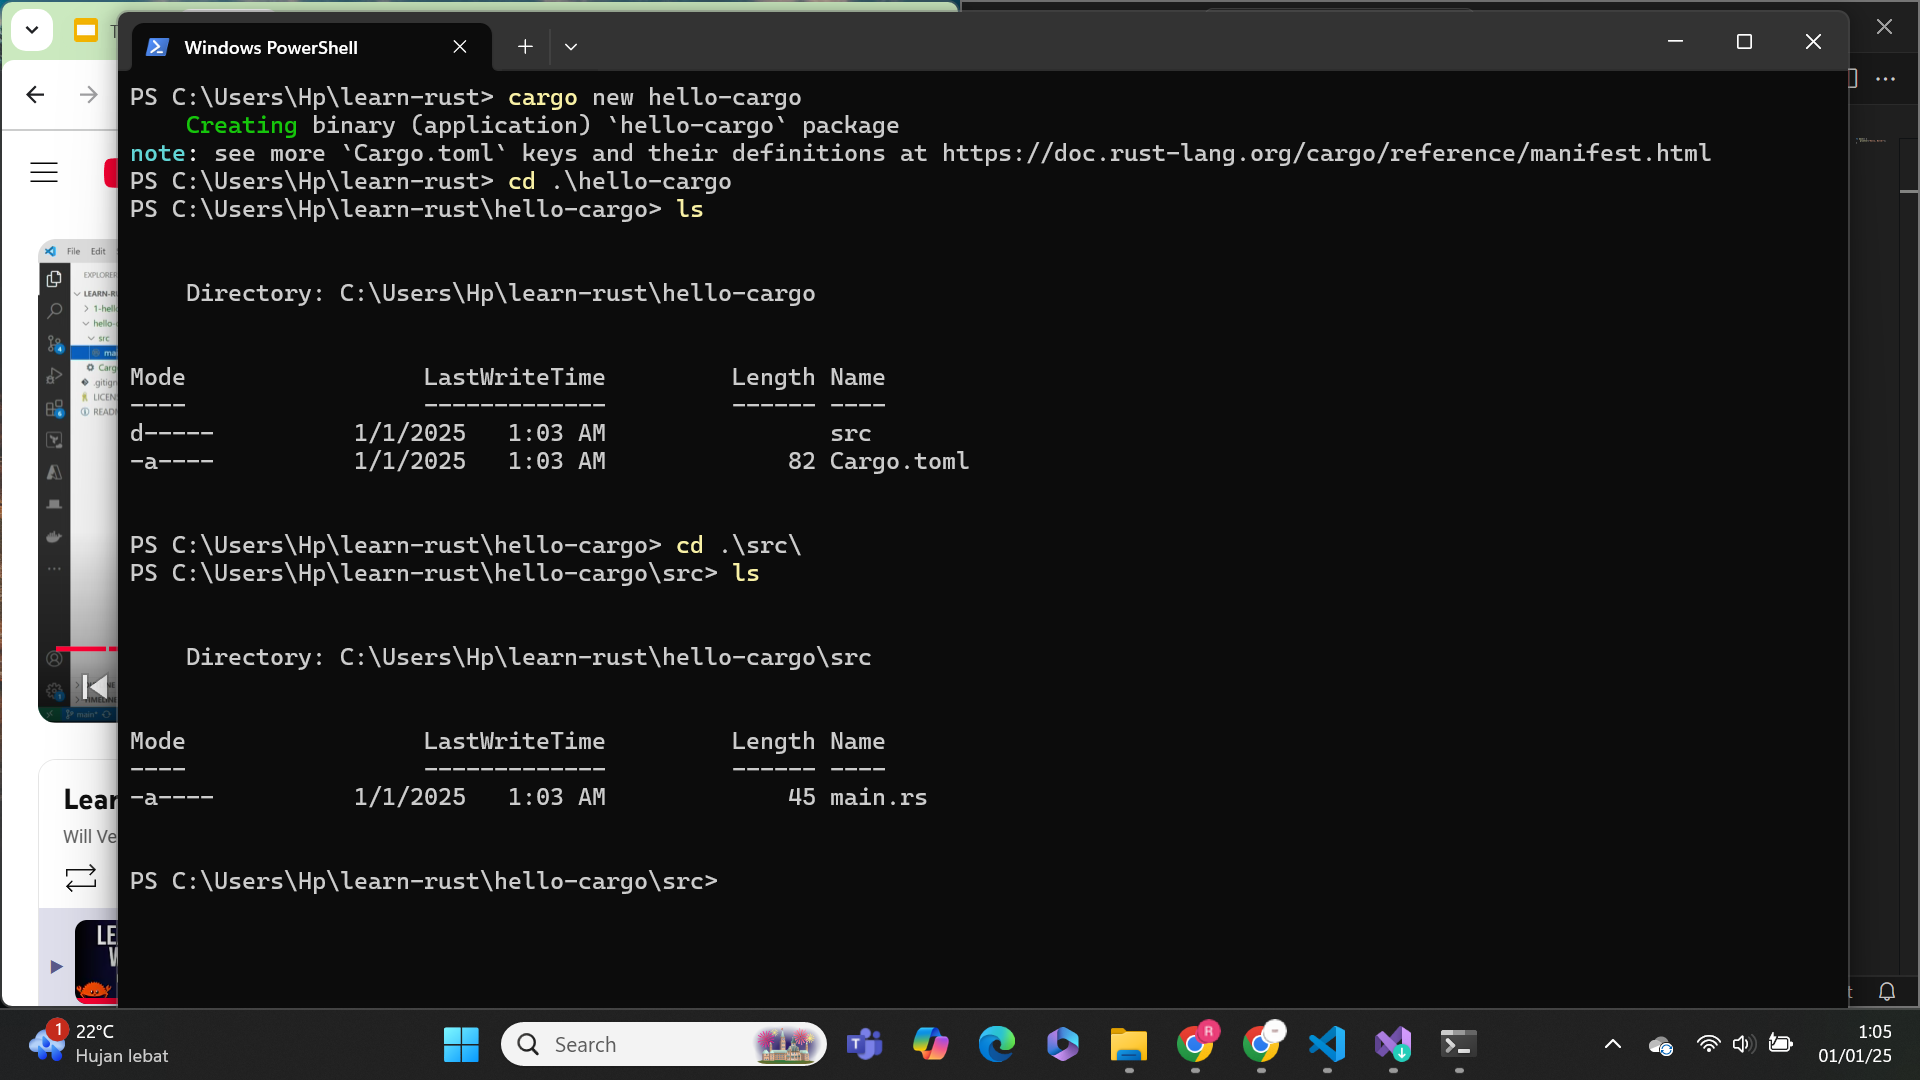 Windows PowerShell
PS C:\Users\Hp\learn-rust> cargo new hello-cargo
Creating binary (application) `hello-cargo` package
note: see more `Cargo.toml` keys and their definitions at https://doc.rust-lang.org/cargo/reference/manifest.html
PS C:\Users\Hp\learn-rust> cd .\hello-cargo
PS C:\Users\Hp\learn-rust\hello-cargo> ls
Directory: C:\Users\Hp\learn-rust\hello-cargo
Mode LastWriteTime Length Name
---- ------------- ------ ----
d----- 1/1/2025 1:03 AM src
-a---- 1/1/2025 1:03 AM 82 Cargo.toml
PS C:\Users\Hp\learn-rust\hello-cargo> cd .\src\
PS C:\Users\Hp\learn-rust\hello-cargo\src> ls
Directory: C:\Users\Hp\learn-rust\hello-cargo\src
Mode LastWriteTime Length Name
---- ------------- ------ ----
-a---- 1/1/2025 1:03 AM 45 main.rs
PS C:\Users\Hp\learn-rust\hello-cargo\src>
File Edit
Lear
Will Ve
LE
1
22°C
Hujan lebat
Search
R
1:05
01/01/25